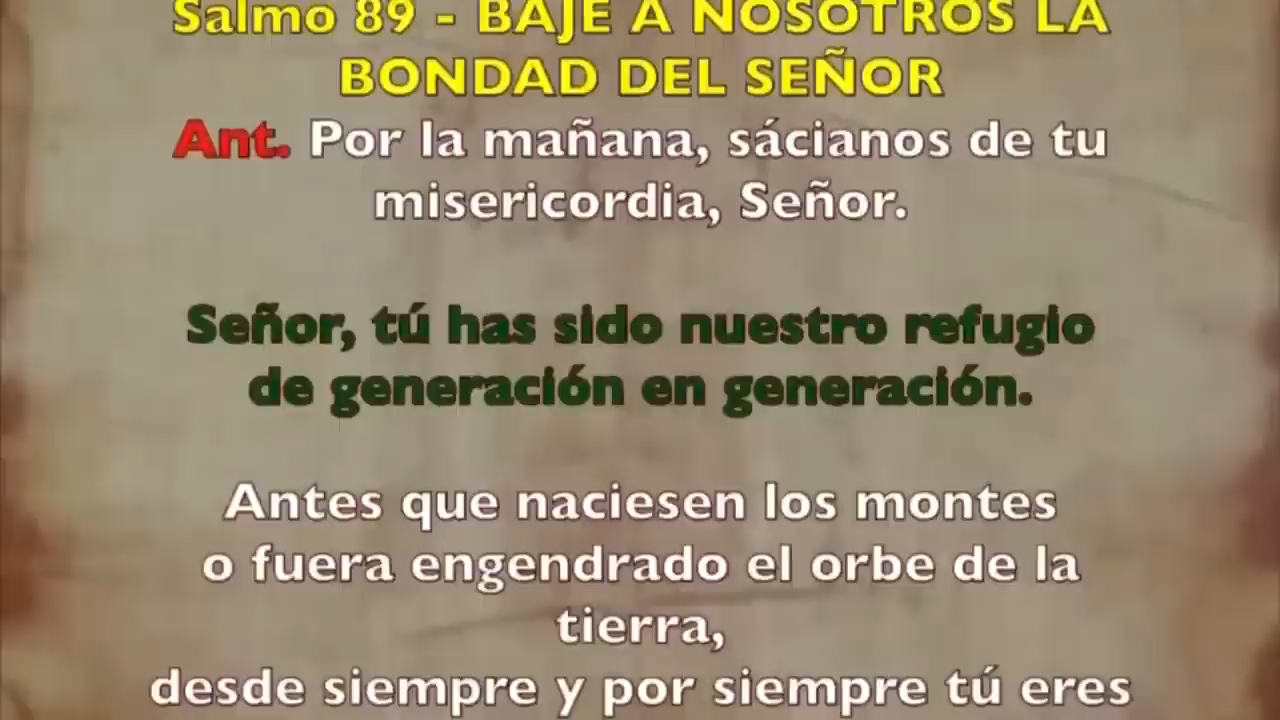 Salmo 89 - BAJE A NOSOTROS LA
BONDAD DEL SEÑOR
Ant. Por la mañana, sácianos de tu
misericordia, Señor.
Señor, tú has sido nuestro refugio
de generación en generación.
Antes que naciesen los montes
o fuera engendrado el orbe de la
tierra,
desde siempre y por siempre tú eres